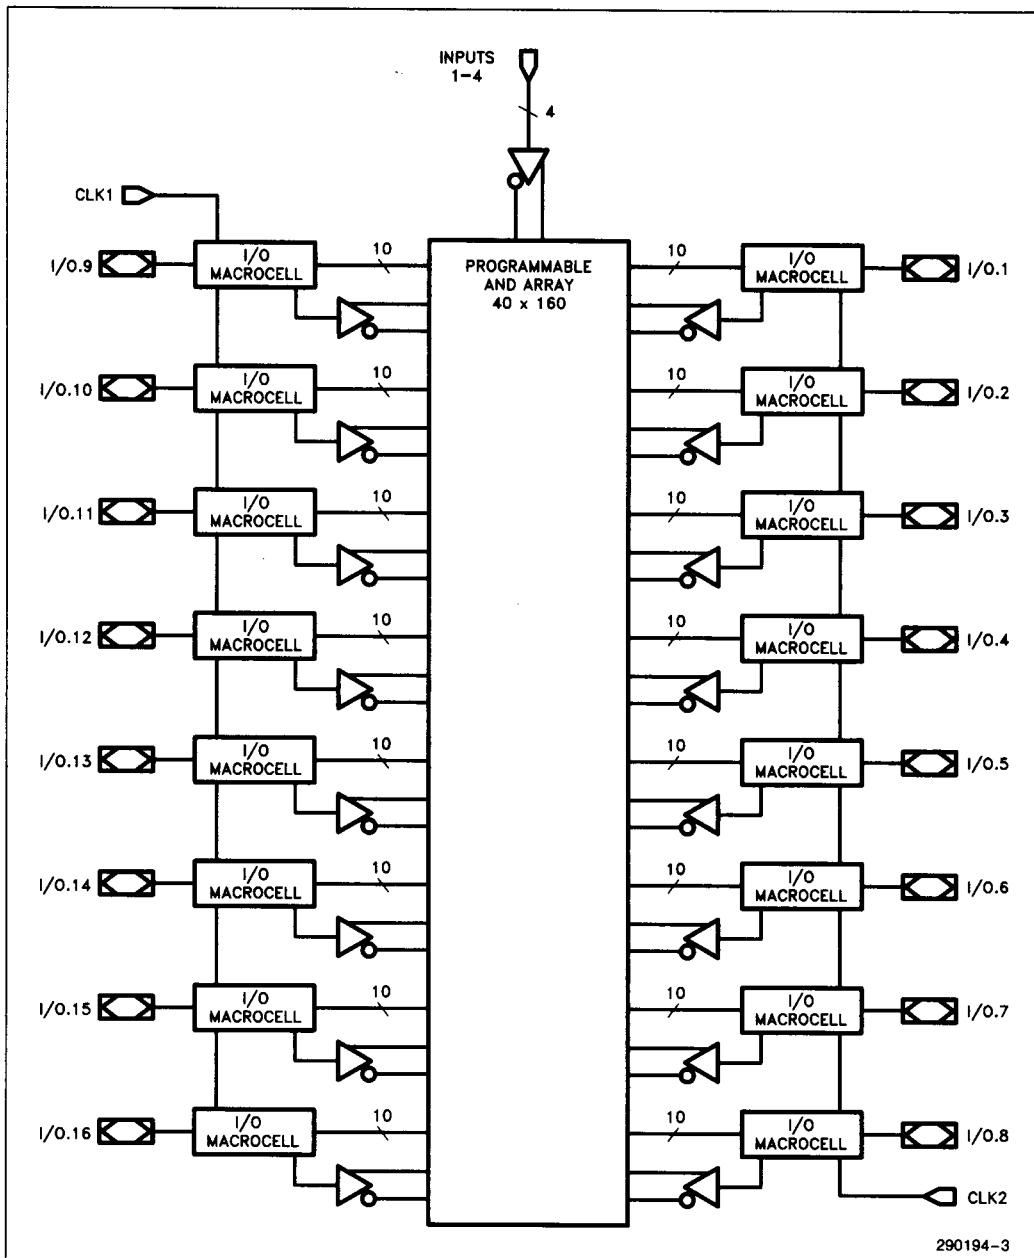 INPUTS
1-4
4
CLK1
I/O.9
I/O
MACROCELL
10
PROGRAMMABLE
AND ARRAY
40 x 160
10
I/O
MACROCELL
I/O.1
I/O.10
I/O
MACROCELL
10
10
I/O
MACROCELL
I/O.2
I/O.11
I/O
MACROCELL
10
10
I/O
MACROCELL
I/O.3
I/O.12
I/O
MACROCELL
10
10
I/O
MACROCELL
I/O.4
I/O.13
I/O
MACROCELL
10
10
I/O
MACROCELL
I/O.5
I/O.14
I/O
MACROCELL
10
10
I/O
MACROCELL
I/O.6
I/O.15
I/O
MACROCELL
10
10
I/O
MACROCELL
I/O.7
I/O.16
I/O
MACROCELL
10
10
I/O
MACROCELL
I/O.8
CLK2
290194-3